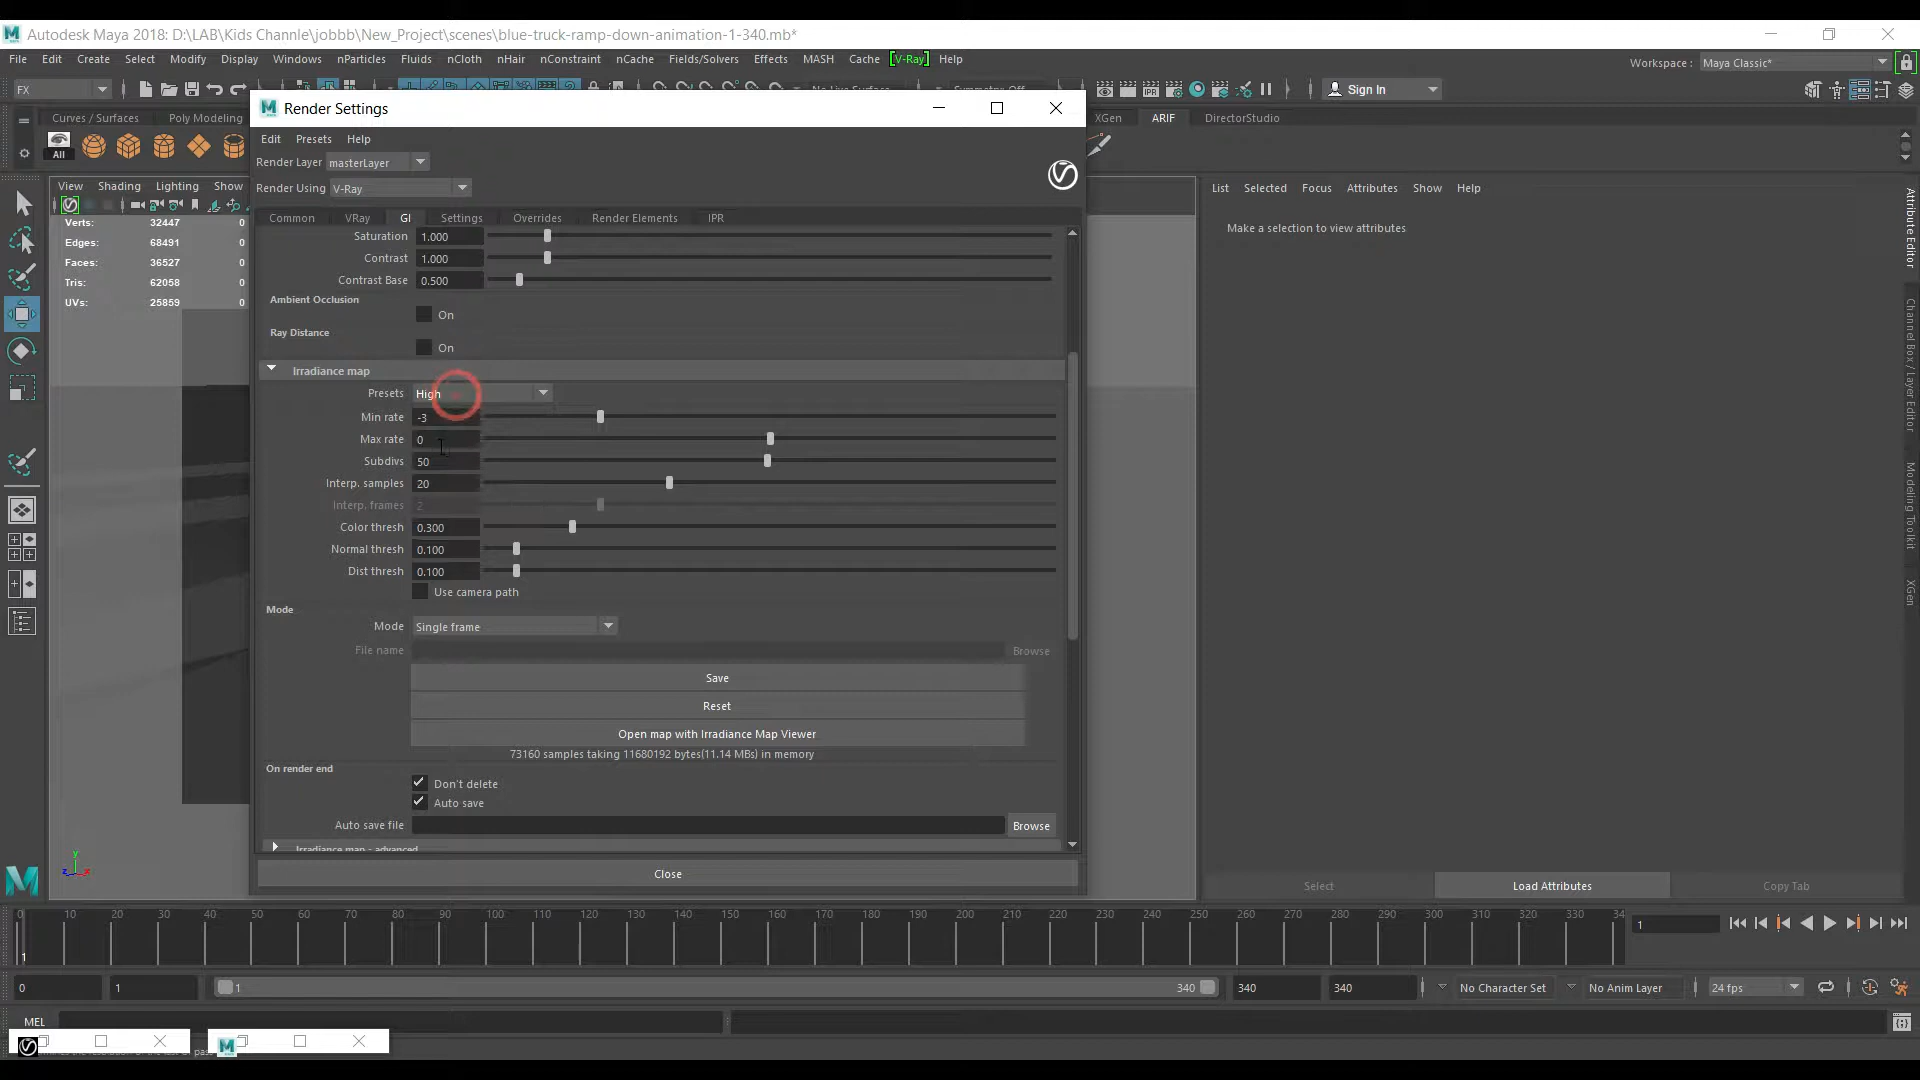 Autodesk Maya 2018: D:\LAB\Kids Channle\jobbb\New_Project\scenes\blue-truck-ramp-down-animation-1-340.mb*
File Edit Create Select Modify Display Windows nParticles Fluids nCloth nHair nConstraint nCache Fields/Solvers Effects MASH Cache [V-Ray] Help
Workspace : Maya Classic*
FX
Sign In
Render Settings
Curves / Surfaces Poly Modeling
XGen ARIF DirectorStudio
All
Edit Presets Help
Render Layer masterLayer
Render Using V-Ray
View Shading Lighting Show
List Selected Focus Attributes Show Help
Common VRay GI Settings Overrides Render Elements IPR
Verts: 32447 0
Edges: 68491 0
Faces: 36527 0
Tris: 62058 0
UVs: 25859 0
Make a selection to view attributes
Saturation 1.000
Contrast 1.000
Contrast Base 0.500
Ambient Occlusion
On
Ray Distance
On
Irradiance map
Presets High
Min rate -3
Max rate 0
Subdivs 50
Interp. samples 20
Interp. frames 2
Color thresh 0.300
Normal thresh 0.100
Dist thresh 0.100
Use camera path
Mode
Mode Single frame
File name Browse
Save
Reset
Open map with Irradiance Map Viewer
73160 samples taking 11680192 bytes(11.14 MBs) in memory
On render end
Don't delete
Auto save
Auto save file Browse
Irradiance map - advanced
Close
Attribute Editor
Channel Box / Layer Editor
Modeling Toolkit
XGen
Select Load Attributes Copy Tab
0 10 20 30 40 50 60 70 80 90 100 110 120 130 140 150 160 170 180 190 200 210 220 230 240 250 260 270 280 290 300 310 320 330 34
1
1
0 1 1 340 340 340 No Character Set No Anim Layer 24 fps
MEL